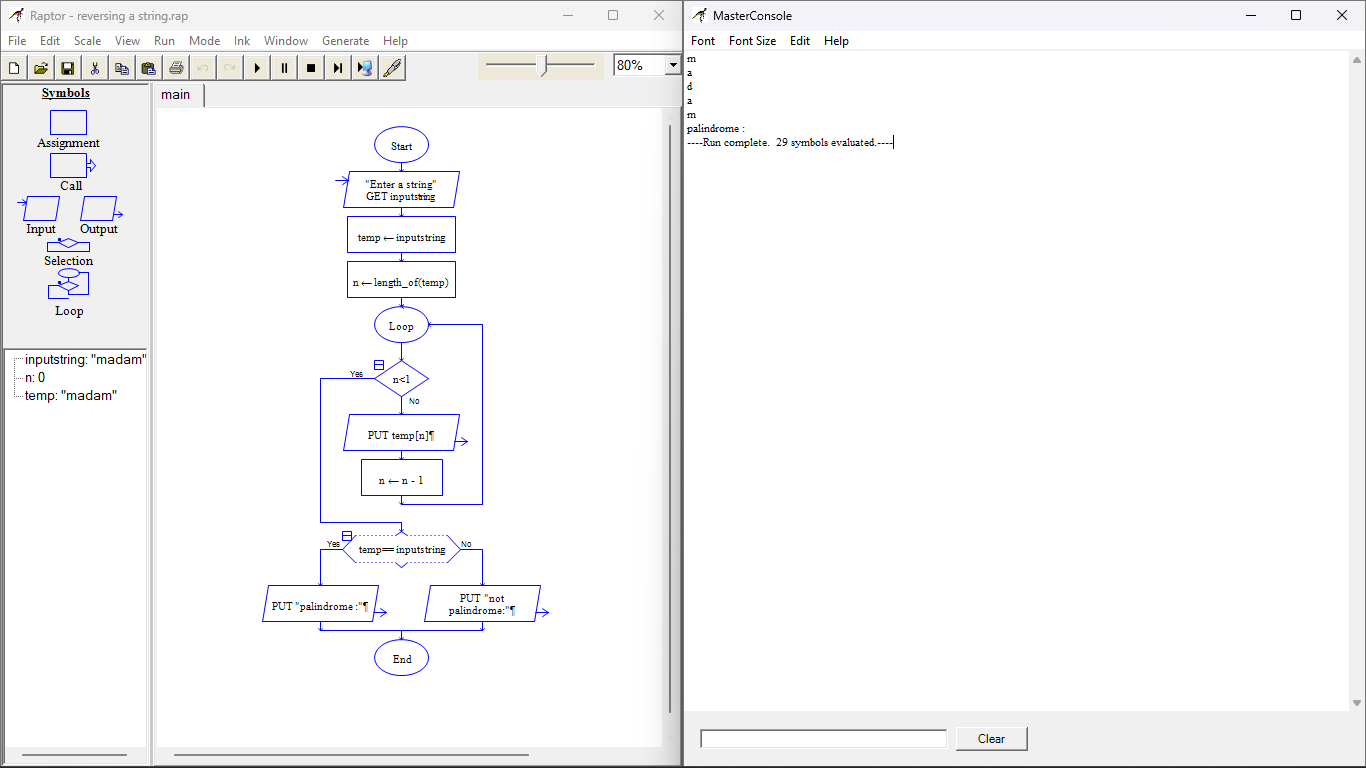 Raptor - reversing a string.rap
File Edit Scale View Run Mode Ink Window Generate Help
80%
Symbols
Assignment
Call
Input Output
Selection
Loop
inputstring: "madam"
n: 0
temp: "madam"
main
Start
"Enter a string"
GET inputstring
temp ← inputstring
n ← length_of(temp)
Loop
Yes
n<1
No
PUT temp[n]¶
n ← n - 1
Yes
temp==inputstring
No
PUT "palindrome :"¶
PUT "not
palindrome:"¶
End
MasterConsole
Font Font Size Edit Help
m
a
d
a
m
palindrome :
----Run complete.  29 symbols evaluated.----
Clear